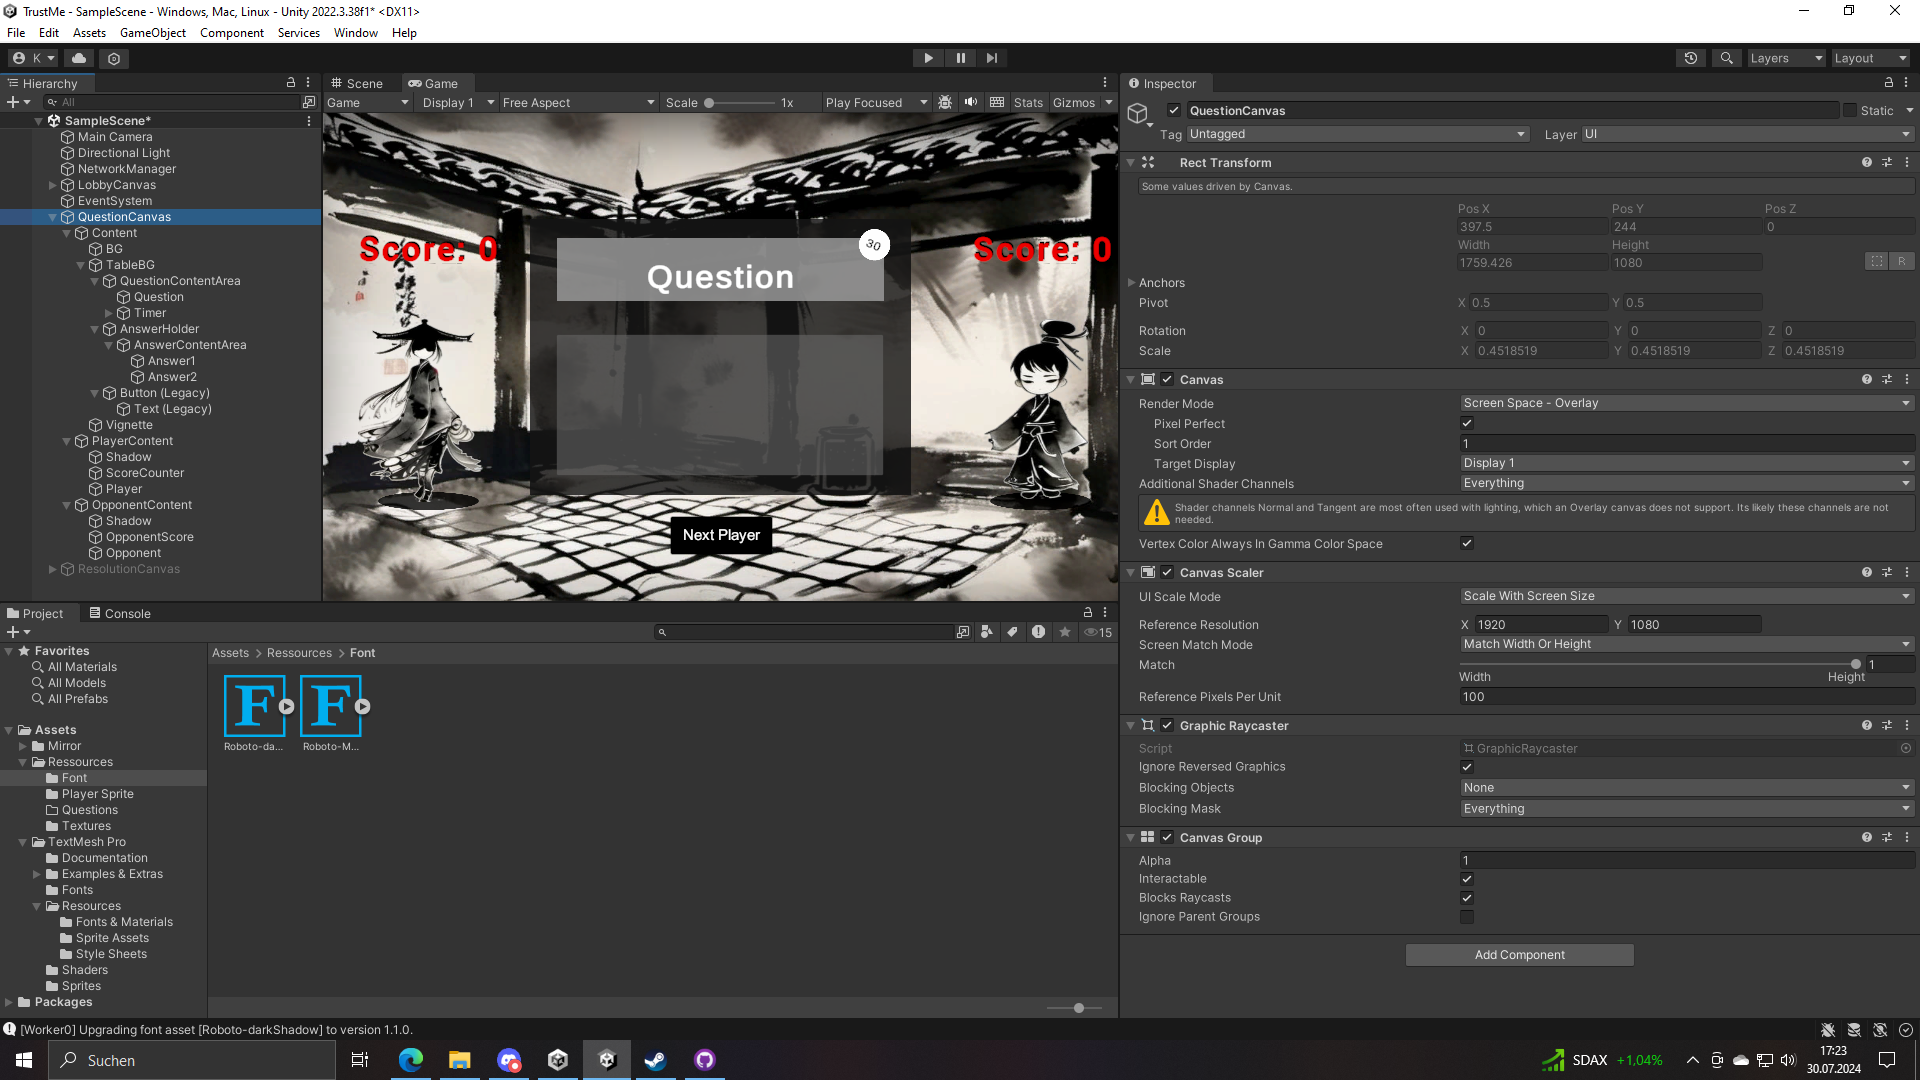 TrustMe - SampleScene - Windows, Mac, Linux - Unity 2022.3.38f1* <DX11>
File Edit Assets GameObject Component Services Window Help
K
Layers Layout
Hierarchy
All
SampleScene*
Main Camera
Directional Light
NetworkManager
LobbyCanvas
EventSystem
QuestionCanvas
Content
BG
TableBG
QuestionContentArea
Question
Timer
AnswerHolder
AnswerContentArea
Answer1
Answer2
Button (Legacy)
Text (Legacy)
Vignette
PlayerContent
Shadow
ScoreCounter
Player
OpponentContent
Shadow
OpponentScore
Opponent
ResolutionCanvas
Scene Game
Game Display 1 Free Aspect Scale 1x Play Focused Stats Gizmos
Score: 0
Question
30
Score: 0
Next Player
Project Console
15
Favorites
All Materials
All Models
All Prefabs
Assets
Mirror
Ressources
Font
Player Sprite
Questions
Textures
TextMesh Pro
Documentation
Examples & Extras
Fonts
Resources
Fonts & Materials
Sprite Assets
Style Sheets
Shaders
Sprites
Packages
Assets > Ressources > Font
F F
Roboto-da... Roboto-M...
Inspector
QuestionCanvas Static
Tag Untagged Layer UI
Rect Transform
Some values driven by Canvas.
Pos X Pos Y Pos Z
397.5 244 0
Width Height
1759.426 1080
R
Anchors
Pivot X 0.5 Y 0.5
Rotation X 0 Y 0 Z 0
Scale X 0.4518519 Y 0.4518519 Z 0.4518519
Canvas
Render Mode Screen Space - Overlay
Pixel Perfect
Sort Order 1
Target Display Display 1
Additional Shader Channels Everything
Shader channels Normal and Tangent are most often used with lighting, which an Overlay canvas does not support. Its likely these channels are not
needed.
Vertex Color Always In Gamma Color Space
Canvas Scaler
UI Scale Mode Scale With Screen Size
Reference Resolution X 1920 Y 1080
Screen Match Mode Match Width Or Height
Match 1
Width Height
Reference Pixels Per Unit 100
Graphic Raycaster
Script GraphicRaycaster
Ignore Reversed Graphics
Blocking Objects None
Blocking Mask Everything
Canvas Group
Alpha 1
Interactable
Blocks Raycasts
Ignore Parent Groups
Add Component
[Worker0] Upgrading font asset [Roboto-darkShadow] to version 1.1.0.
Suchen
SDAX +1,04%
17:23
30.07.2024